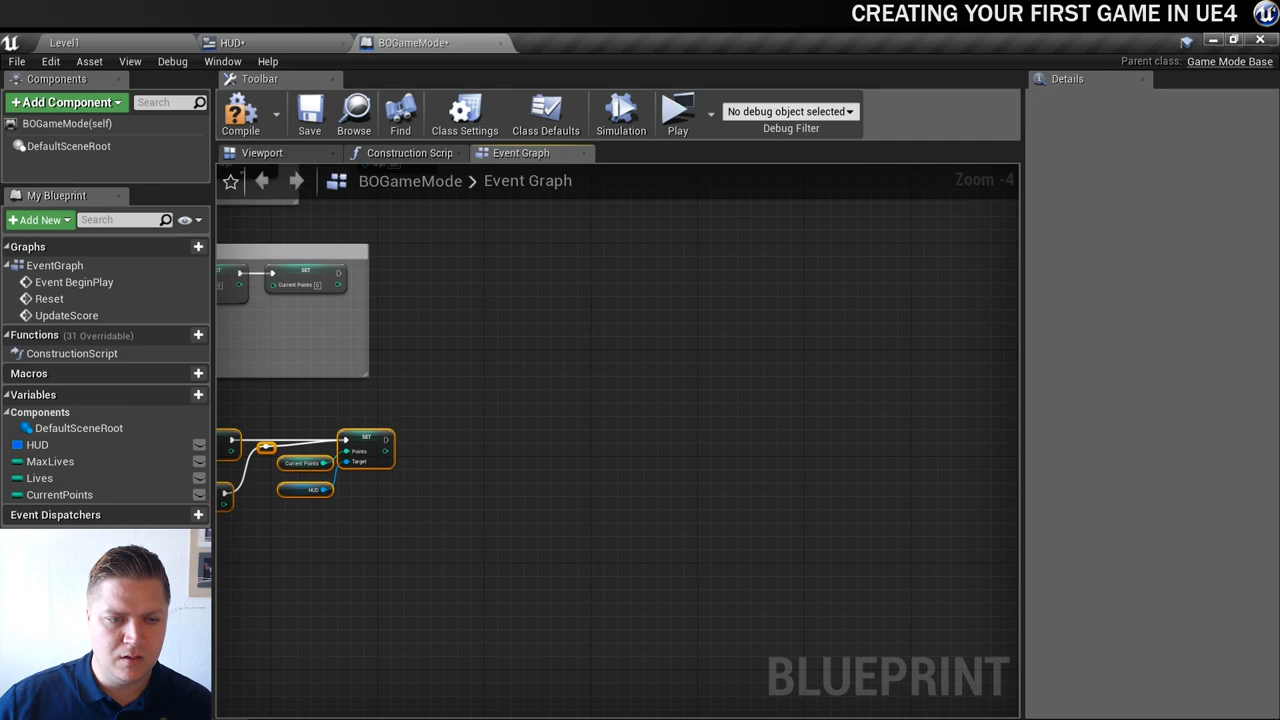 CREATING YOUR FIRST GAME IN UE4
Level1
HUD•
BOGameMode•
File Edit Asset View Debug Window Help
Parent class: Game Mode Base
Components
Toolbar
Details
+Add Component
Search
Compile
Save
Browse
Find
Class Settings
Class Defaults
Simulation
Play
No debug object selected
Debug Filter
BOGameMode(self)
DefaultSceneRoot
Viewport
Construction Scrip
Event Graph
BOGameMode > Event Graph
Zoom -4
My Blueprint
+Add New
Search
Graphs
EventGraph
Event BeginPlay
Reset
UpdateScore
Functions (31 Overridable)
ConstructionScript
Macros
Variables
Components
DefaultSceneRoot
HUD
MaxLives
Lives
CurrentPoints
Event Dispatchers
SET
Current Points 0
SET
Points
Target
Current Points
HUD
BLUEPRINT